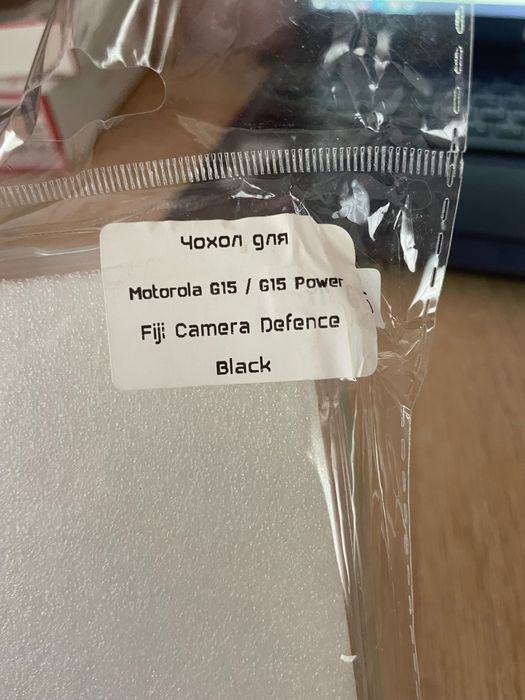 Чохол для
Motorola G15 / G15 Power
Fiji Camera Defence
Black